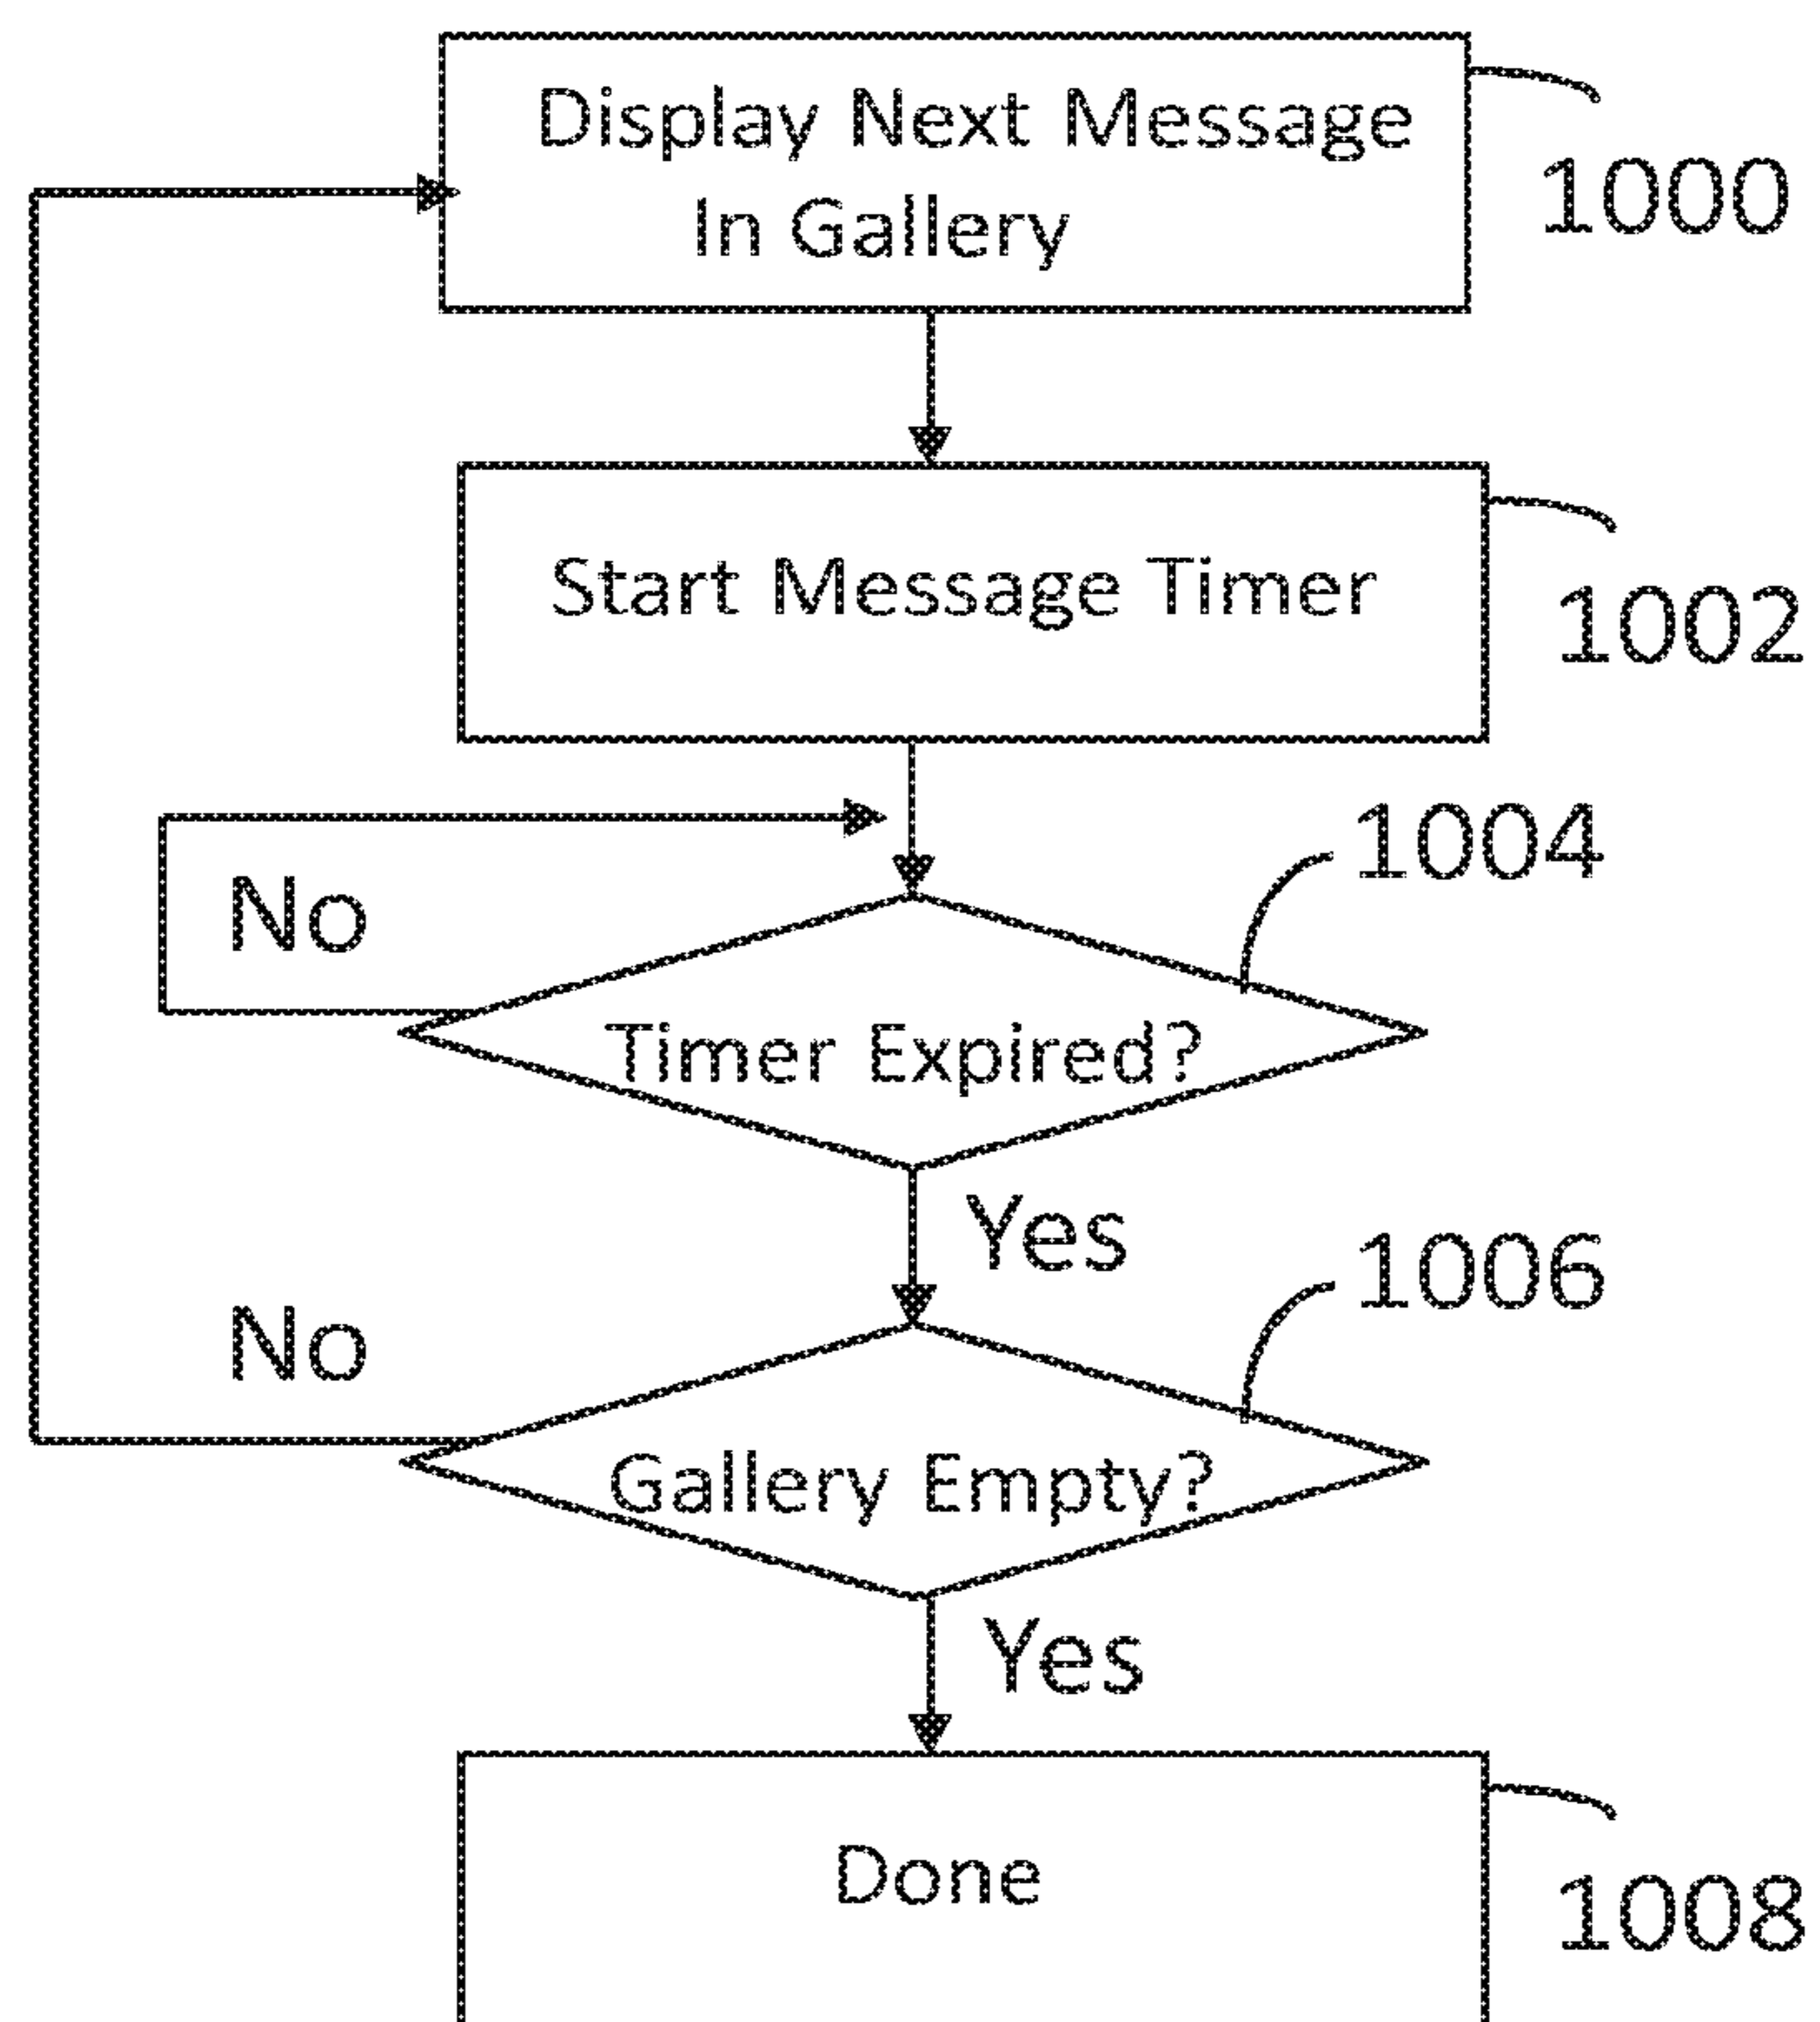 Display Next Message
In Gallery
1000
Start Message Timer
1002
1004
No
Timer Expired?
Yes
1006
No
Gallery Empty?
Yes
Done
1008